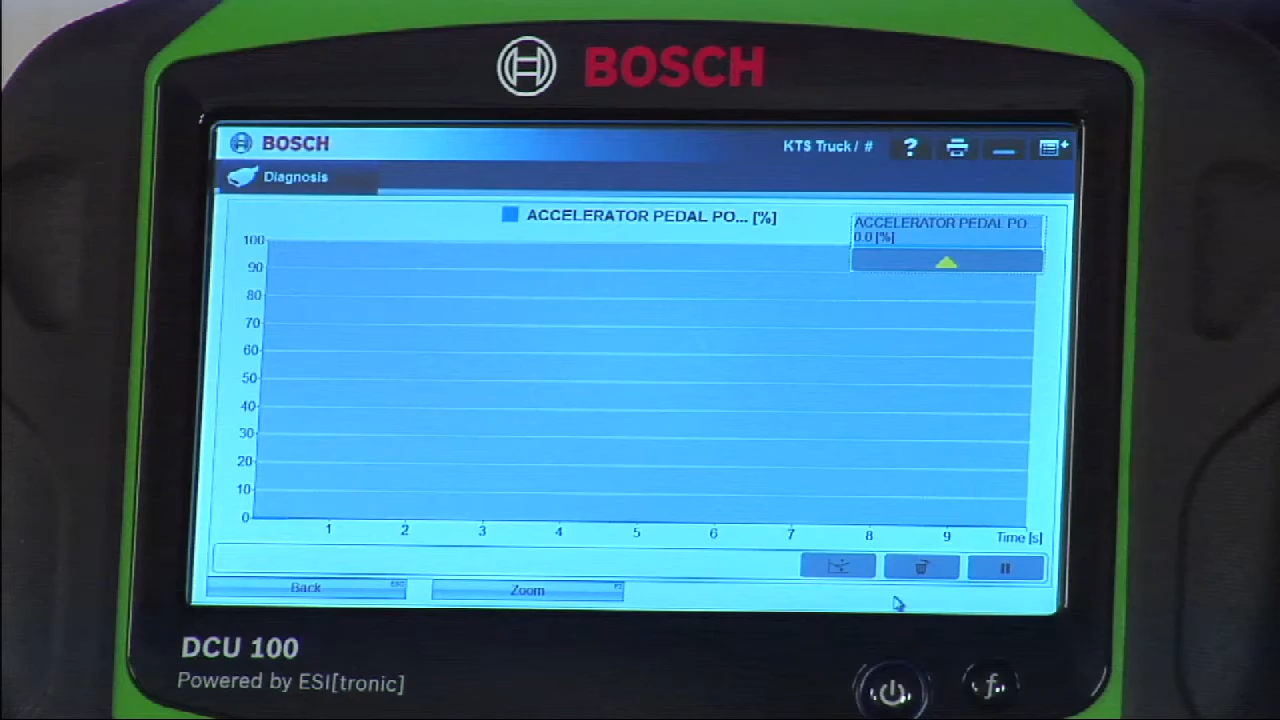 BOSCH
BOSCH
KTS Truck / #
?
Diagnosis
ACCELERATOR PEDAL PO... [%]
ACCELERATOR PEDAL PO
0.0 [%]
100
90
80
70
60
50
40
30
20
10
0
1 2 3 4 5 6 7 8 9 Time [s]
Back ESC
Zoom F2
DCU 100
Powered by ESI[tronic]
f